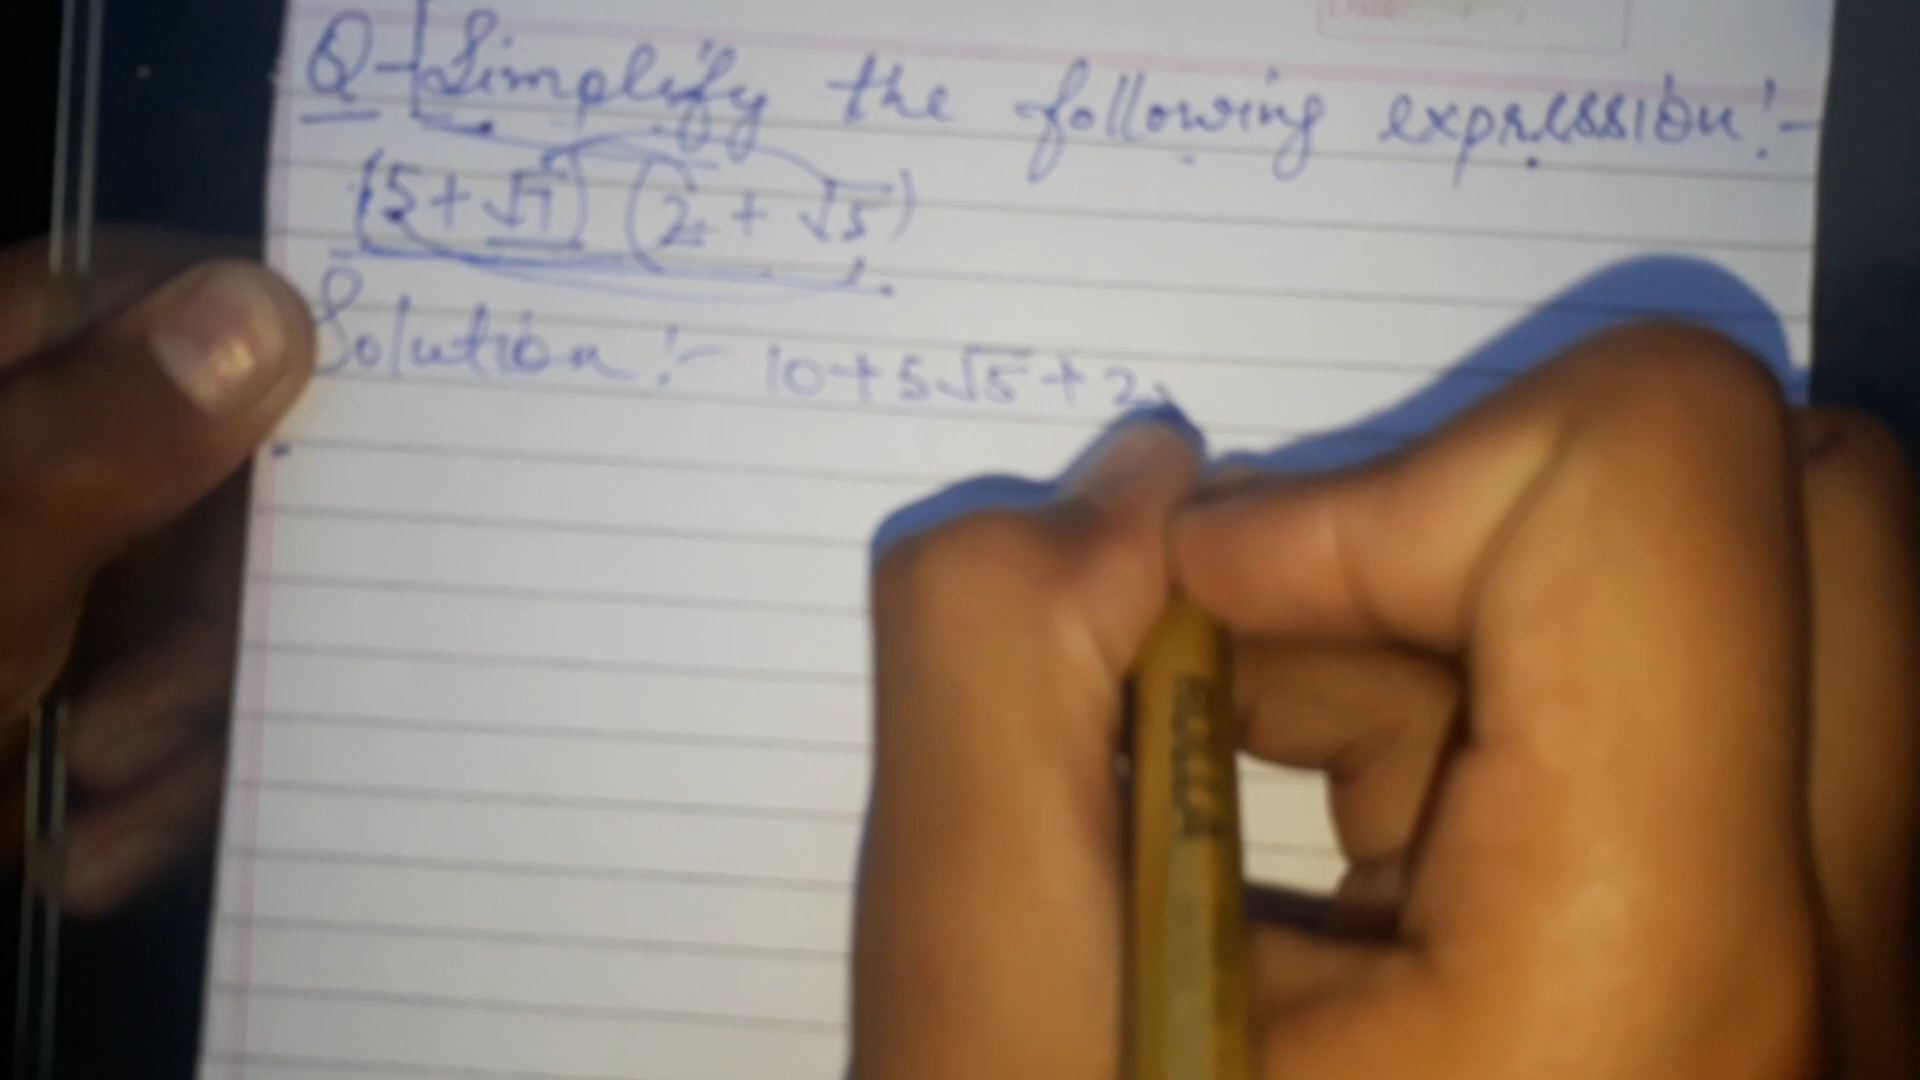 Q- Simplify the following expression:-
(5+√7) (2+√5)
Solution:- 10+5√5+2